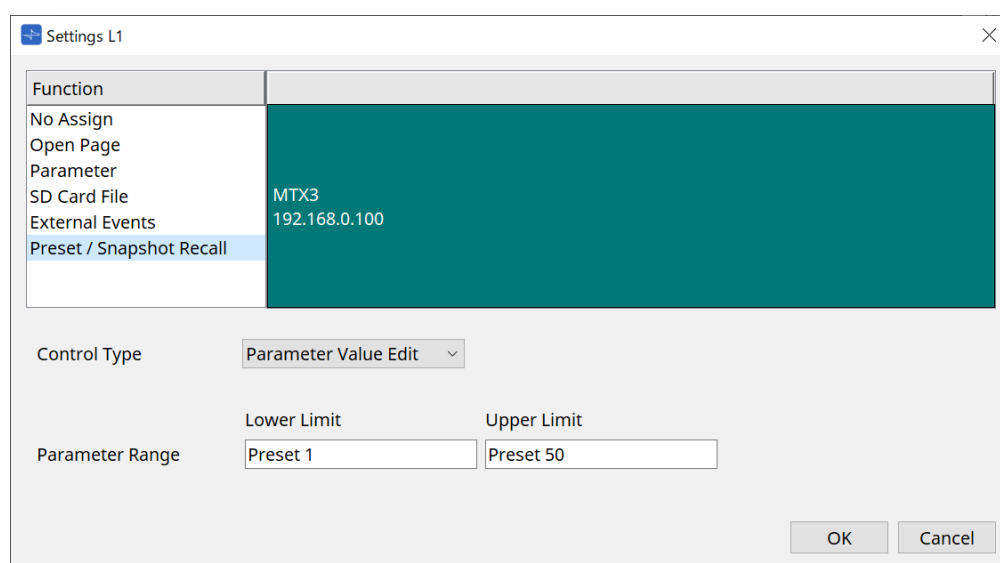 Settings L1
Function
No Assign
Open Page
Parameter
SD Card File
External Events
Preset / Snapshot Recall
MTX3
192.168.0.100
Control Type
Parameter Value Edit
Lower Limit Upper Limit
Parameter Range Preset 1 Preset 50
OK Cancel